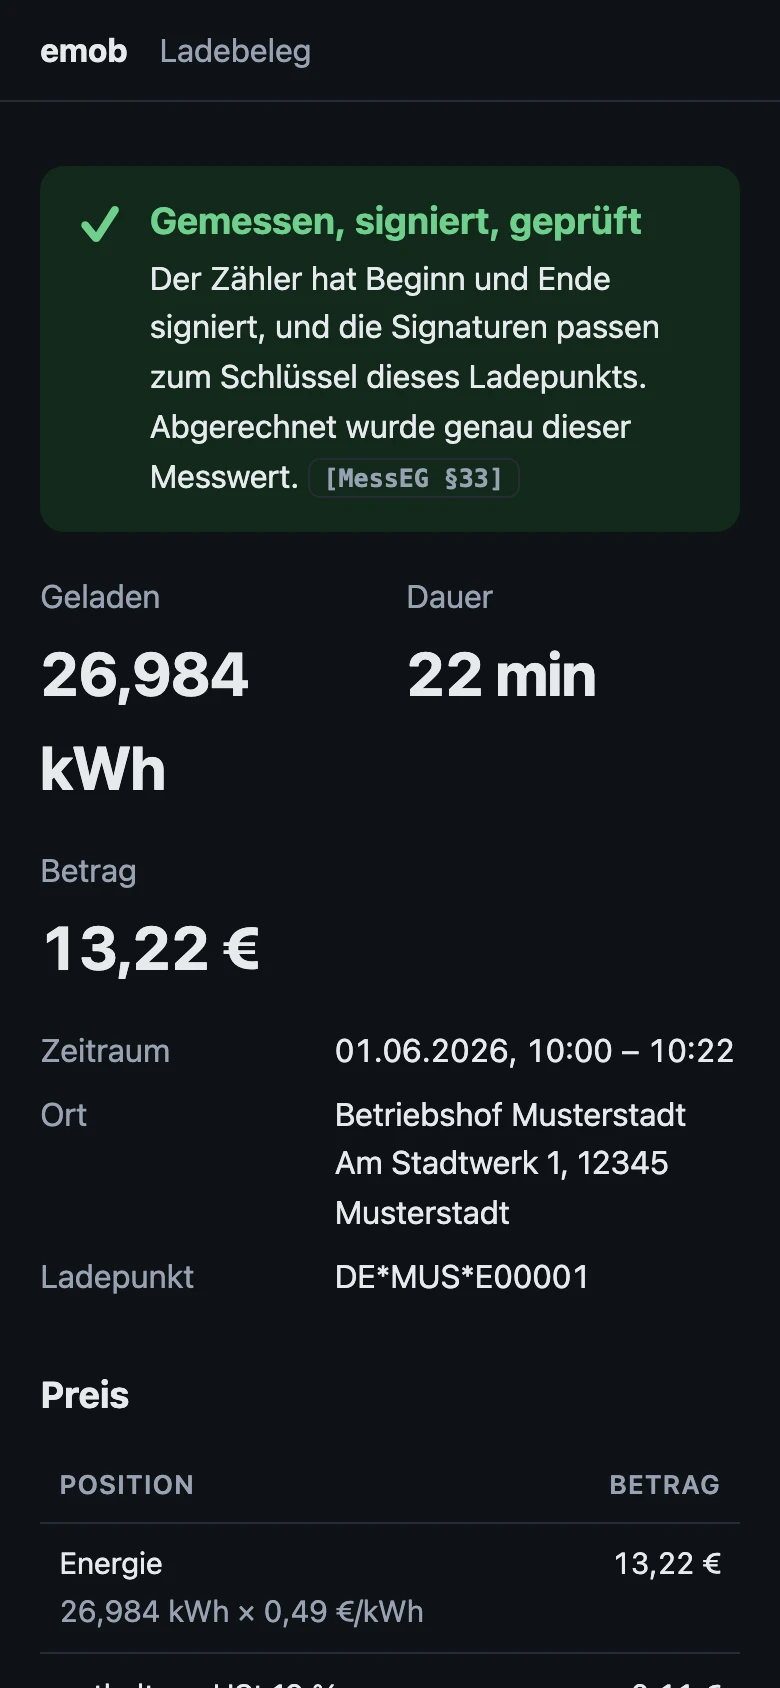 emob Ladebeleg
Gemessen, signiert, geprüft
Der Zähler hat Beginn und Ende
signiert, und die Signaturen passen
zum Schlüssel dieses Ladepunkts.
Abgerechnet wurde genau dieser
Messwert. [MessEG §33]
Geladen
26,984
kWh
Dauer
22 min
Betrag
13,22 €
Zeitraum 01.06.2026, 10:00 – 10:22
Ort Betriebshof Musterstadt
Am Stadtwerk 1, 12345
Musterstadt
Ladepunkt DE*MUS*E00001
Preis
POSITION BETRAG
Energie 13,22 €
26,984 kWh × 0,49 €/kWh